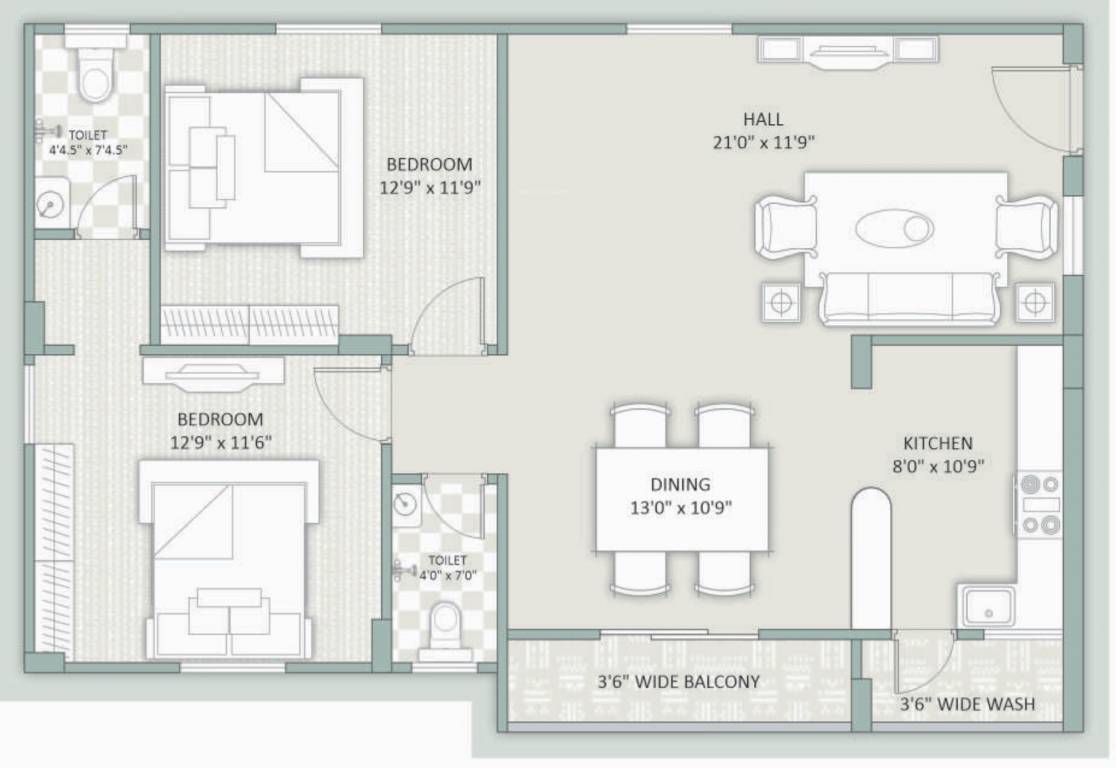 TOILET
4'4.5" x 7'4.5"
BEDROOM
12'9" x 11'9"
HALL
21'0" x 11'9"
BEDROOM
12'9" x 11'6"
DINING
13'0" x 10'9"
KITCHEN
8'0" x 10'9"
TOILET
4'0" x 7'0"
3'6" WIDE BALCONY
3'6" WIDE WASH